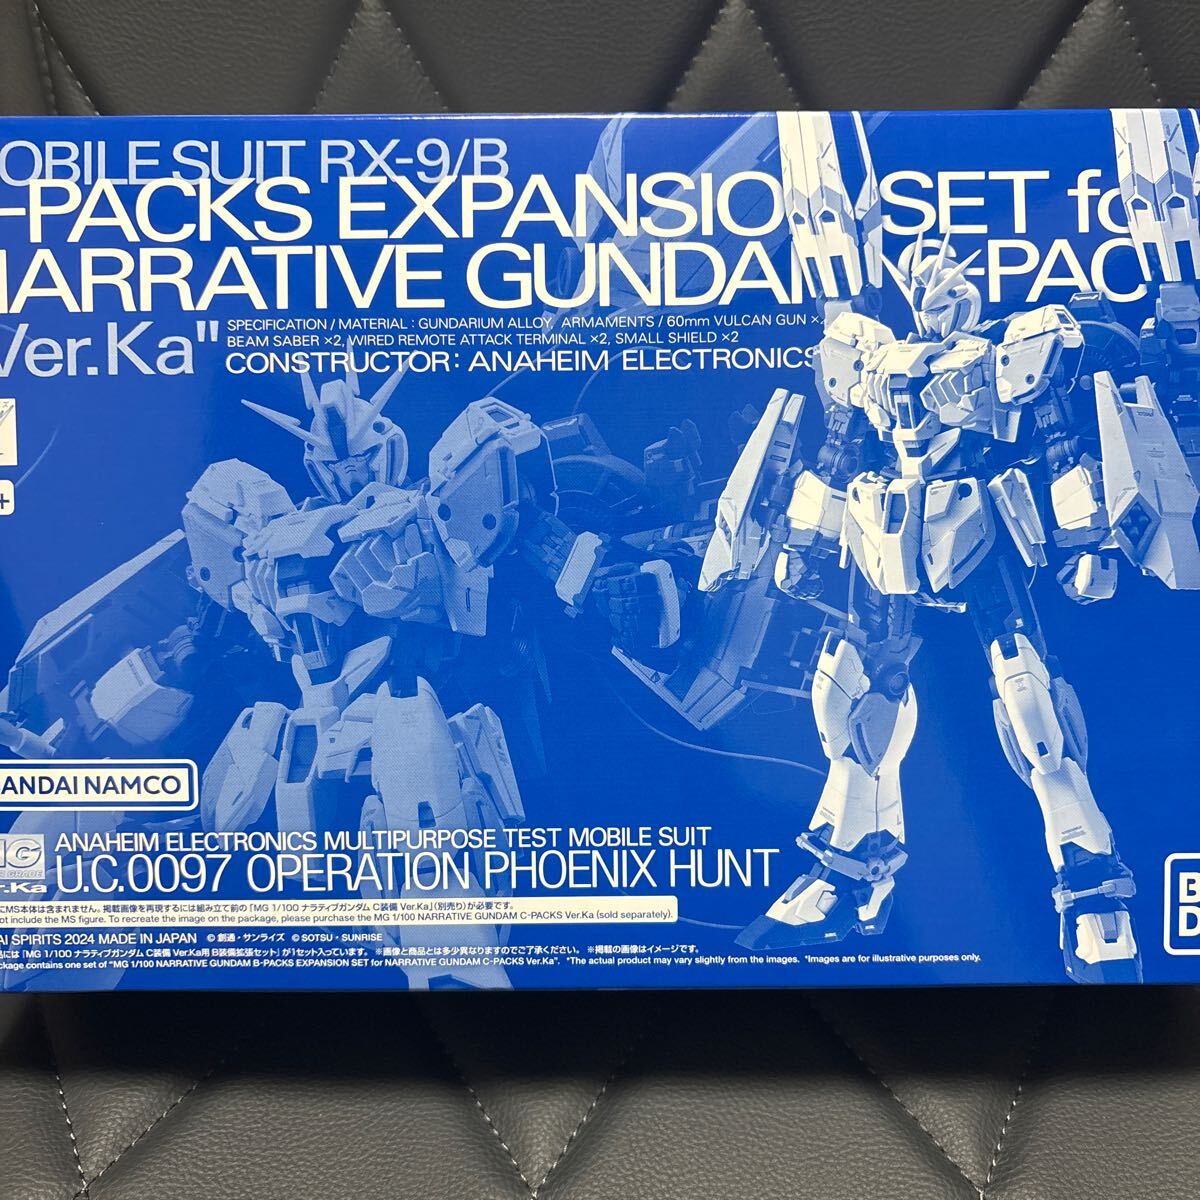 OBILE SUIT RX-9/B
-PACKS EXPANSION SET for
NARRATIVE GUNDAM C-PACKS
Ver.Ka"
SPECIFICATION / MATERIAL : GUNDARIUM ALLOY, ARMAMENTS / 60mm VULCAN GUN ×2
BEAM SABER ×2, WIRED REMOTE ATTACK TERMINAL ×2, SMALL SHIELD ×2
CONSTRUCTOR: ANAHEIM ELECTRONICS
+
BANDAI NAMCO
MG
GRADE
r.Ka
ANAHEIM ELECTRONICS MULTIPURPOSE TEST MOBILE SUIT
U.C.0097 OPERATION PHOENIX HUNT
にMS本体は含まれません。掲載画像を再現するには組み立て前の「MG 1/100 ナラティブガンダム C装備 Ver.Ka」(別売り)が必要です。
not include the MS figure. To recreate the image on the package, please purchase the MG 1/100 NARRATIVE GUNDAM C-PACKS Ver.Ka (sold separately).
AI SPIRITS 2024 MADE IN JAPAN ©創通・サンライズ ©SOTSU・SUNRISE
品には「MG 1/100 ナラティブガンダム C装備 Ver.Ka用 B装備拡張セット」が1セット入っています。 ※画像と商品とは多少異なりますのでご了承ください。 ※掲載の画像はイメージです。
ackage contains one set of "MG 1/100 NARRATIVE GUNDAM B-PACKS EXPANSION SET for NARRATIVE GUNDAM C-PACKS Ver.Ka". *The actual product may vary slightly from the images. *Images are for illustrative purposes only.
B
D